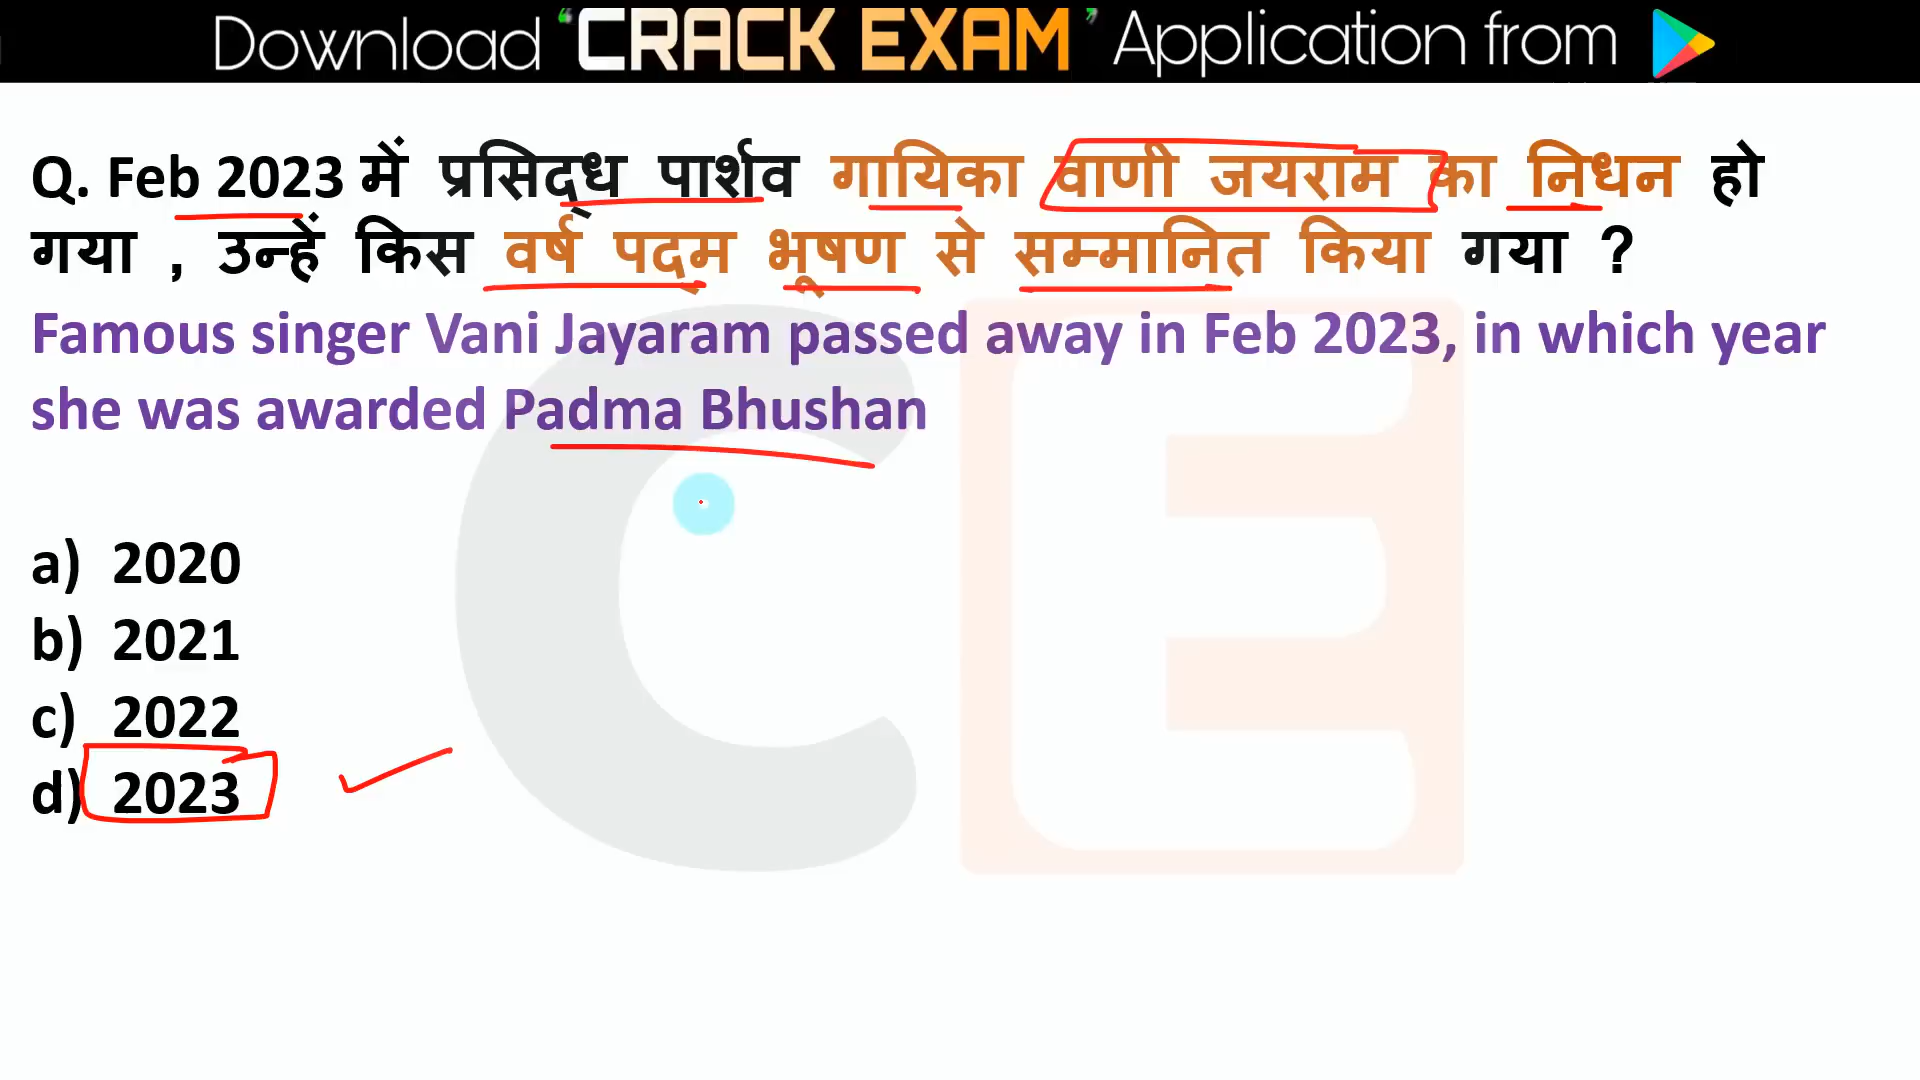 Download ‘CRACK EXAM’ Application from
Q. Feb 2023 में प्रसिद्ध पार्शव गायिका वाणी जयराम का निधन हो
गया , उन्हें किस वर्ष पद्म भूषण से सम्मानित किया गया ?
Famous singer Vani Jayaram passed away in Feb 2023, in which year
she was awarded Padma Bhushan
a) 2020
b) 2021
c) 2022
d) 2023
CE